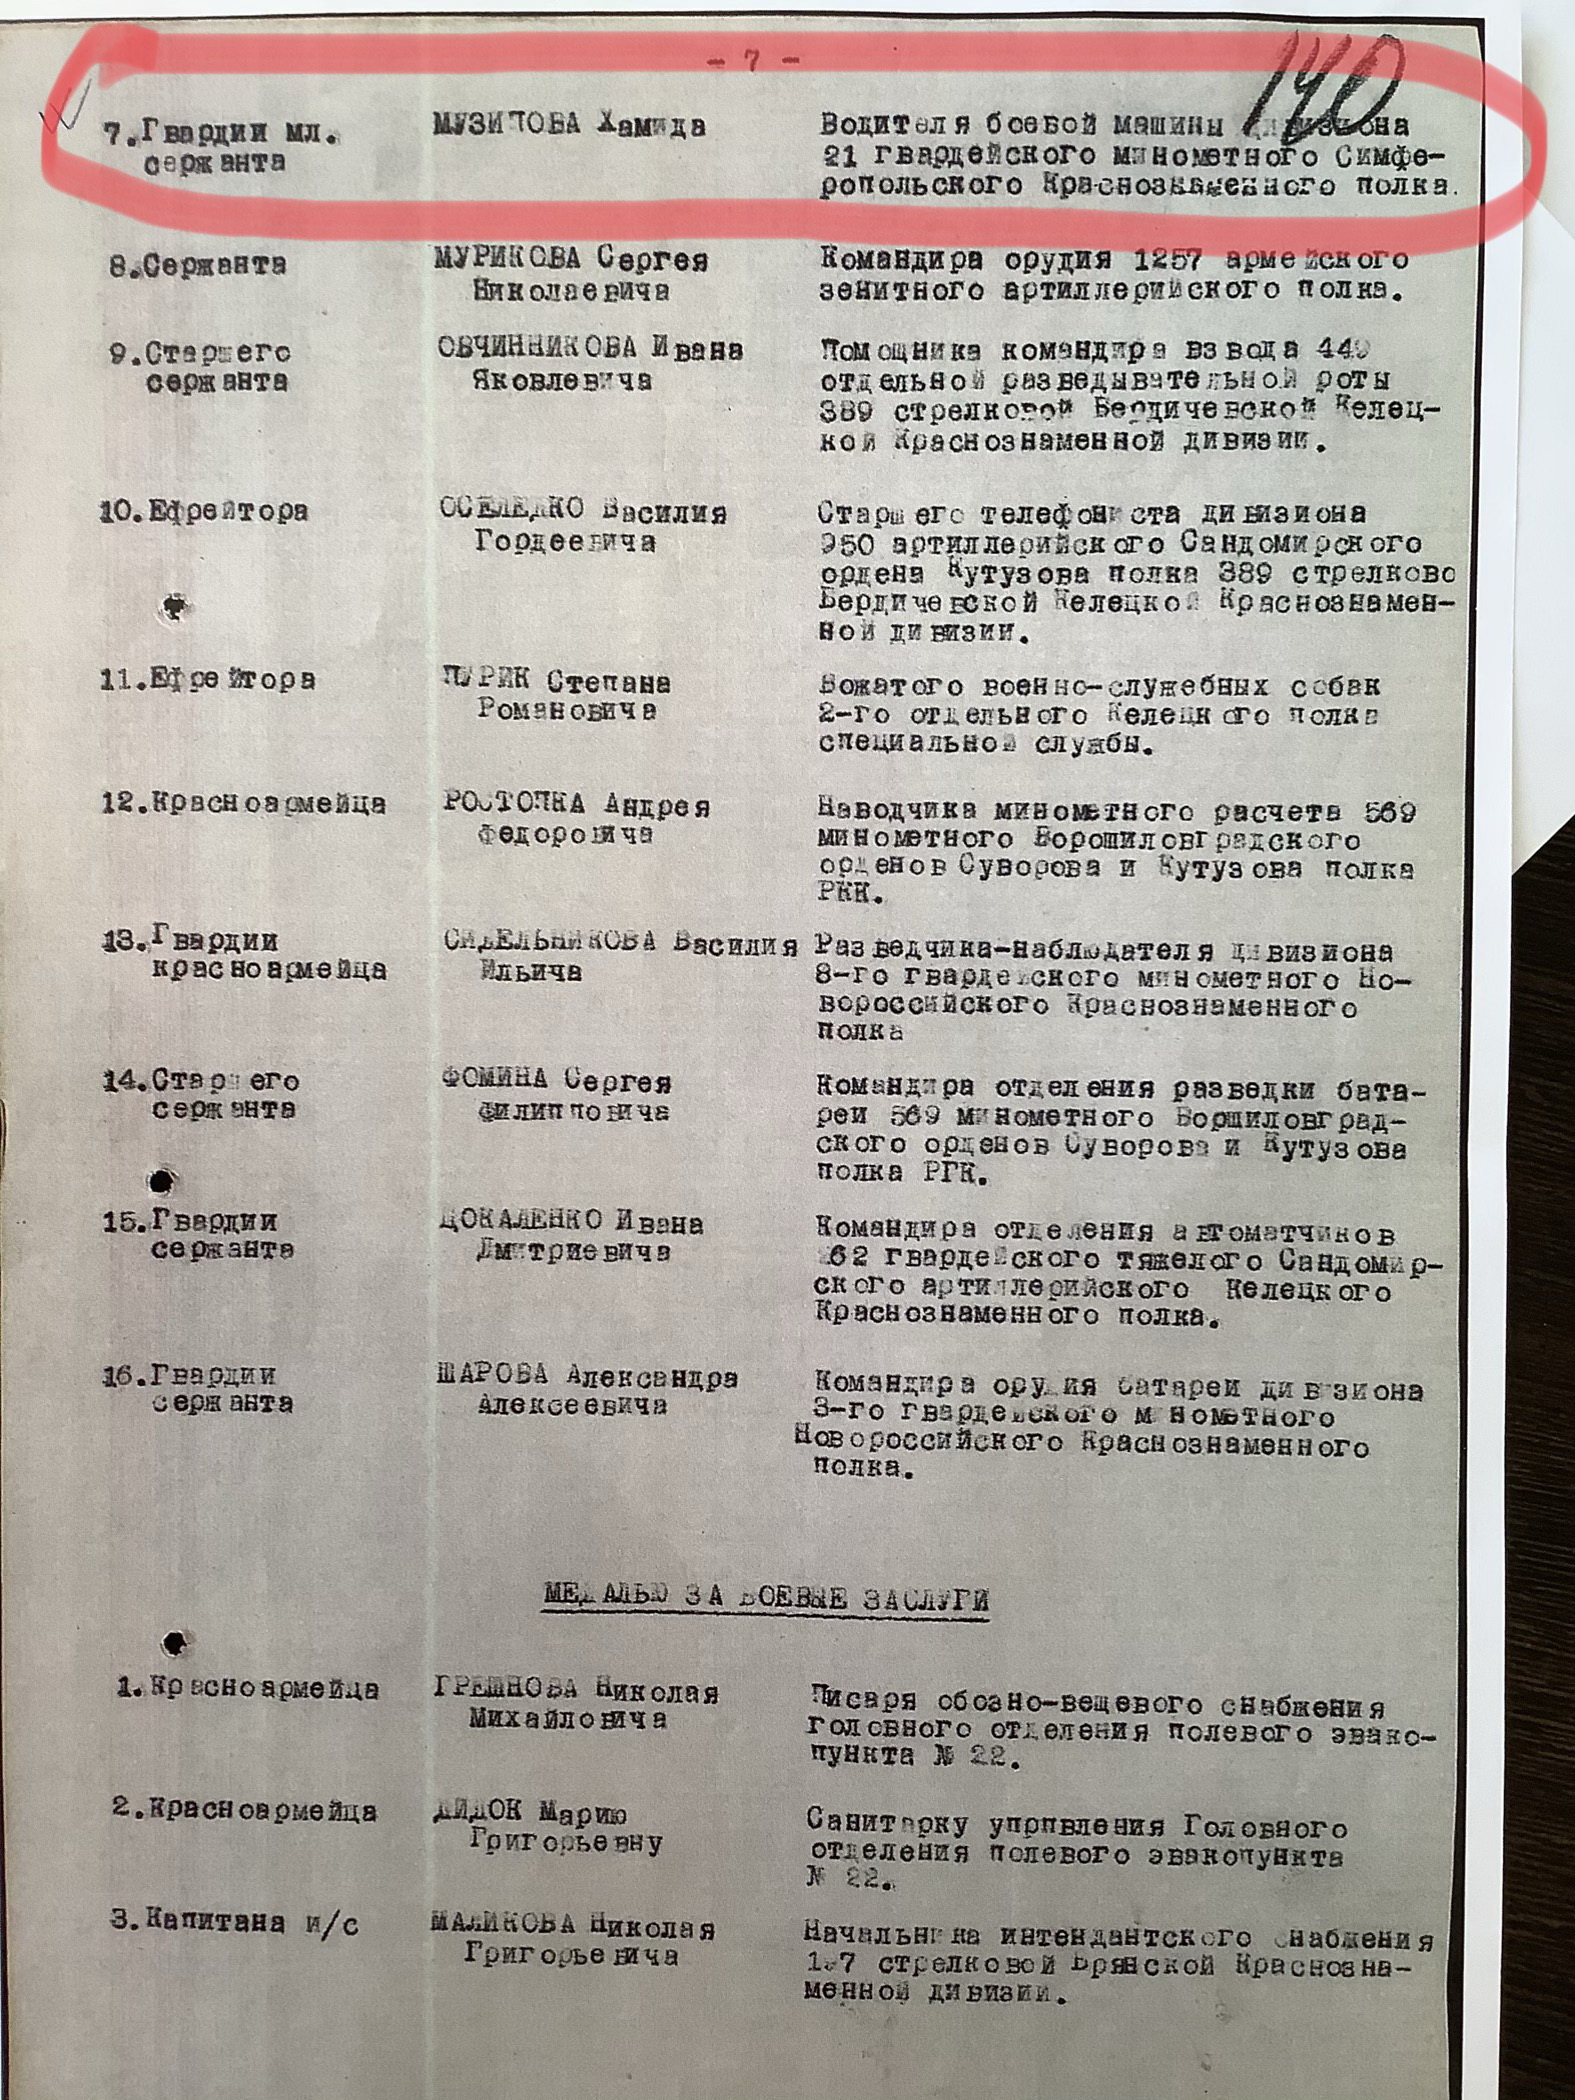 - 7 -
140
7. Гвардии мл. МУЗИПОВА Хамида Водителя боевой машины дивизиона
сержанта 21 гвардейского минометного Симфе-
ропольского Краснознаменного полка.
8. Сержанта МУРИКОВА Сергея Командира орудия 1257 армейского
Николаевича зенитного артиллерийского полка.
9. Старшего ОВЧИННИКОВА Ивана Помощника командира взвода 449
сержанта Яковлевича отдельной разведывательной роты
389 стрелковой Бердичевской Келец-
кой Краснознаменной дивизии.
10. Ефрейтора ОСЕЛЕДКО Василия Старшего телефониста дивизиона
Гордеевича 950 артиллерийского Сандомирского
ордена Кутузова полка 389 стрелково
Бердичевской Келецкой Краснознамен-
ной дивизии.
11. Ефрейтора ПУРИК Степана Вожатого военно-служебных собак
Романовича 2-го отдельного Келецкого полка
специальной службы.
12. Красноармейца РОСТОПКА Андрея Наводчика минометного расчета 569
Федоровича минометного Ворошиловградского
орденов Суворова и Кутузова полка
РКК.
13. Гвардии СИДЕЛЬНИКОВА Василия Разведчика-наблюдателя дивизиона
красноармейца Ильича 8-го гвардейского минометного Но-
вороссийского Краснознаменного
полка
14. Старшего ФОМИНА Сергея Командира отделения разведки бата-
сержанта Филипповича реи 569 минометного Воршиловград-
ского орденов Суворова и Кутузова
полка РГК.
15. Гвардии ЦОКАЛЕНКО Ивана Командира отделения автоматчиков
сержанта Дмитриевича 262 гвардейского тяжелого Сандомир-
ского артиллерийского Келецкого
Краснознаменного полка.
16. Гвардии ШАРОВА Александра Командира орудия батареи дивизиона
сержанта Алексеевича 3-го гвардейского минометного
Новороссийского Краснознаменного
полка.
МЕДАЛЬЮ ЗА БОЕВЫЕ ЗАСЛУГИ
1. Красноармейца ГРЕШНОВА Николая Писаря обозно-вещевого снабжения
Михайловича головного отделения полевого эвако-
пункта № 22.
2. Красноармейца ДИДОК Марию Санитарку упрпвления Головного
Григорьевну отделения полевого эвакопункта
№ 22.
3. Капитана и/с МАЛИКОВА Николая Начальника интендантского снабжения
Григорьевича 197 стрелковой Брянской Краснозна-
менной дивизии.